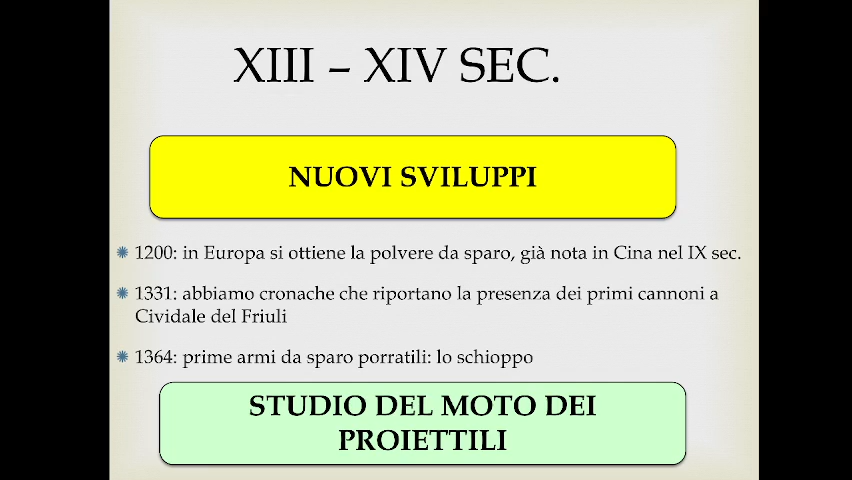 XIII – XIV SEC.
NUOVI SVILUPPI
1200: in Europa si ottiene la polvere da sparo, già nota in Cina nel IX sec.
1331: abbiamo cronache che riportano la presenza dei primi cannoni a
Cividale del Friuli
1364: prime armi da sparo porratili: lo schioppo
STUDIO DEL MOTO DEI
PROIETTILI